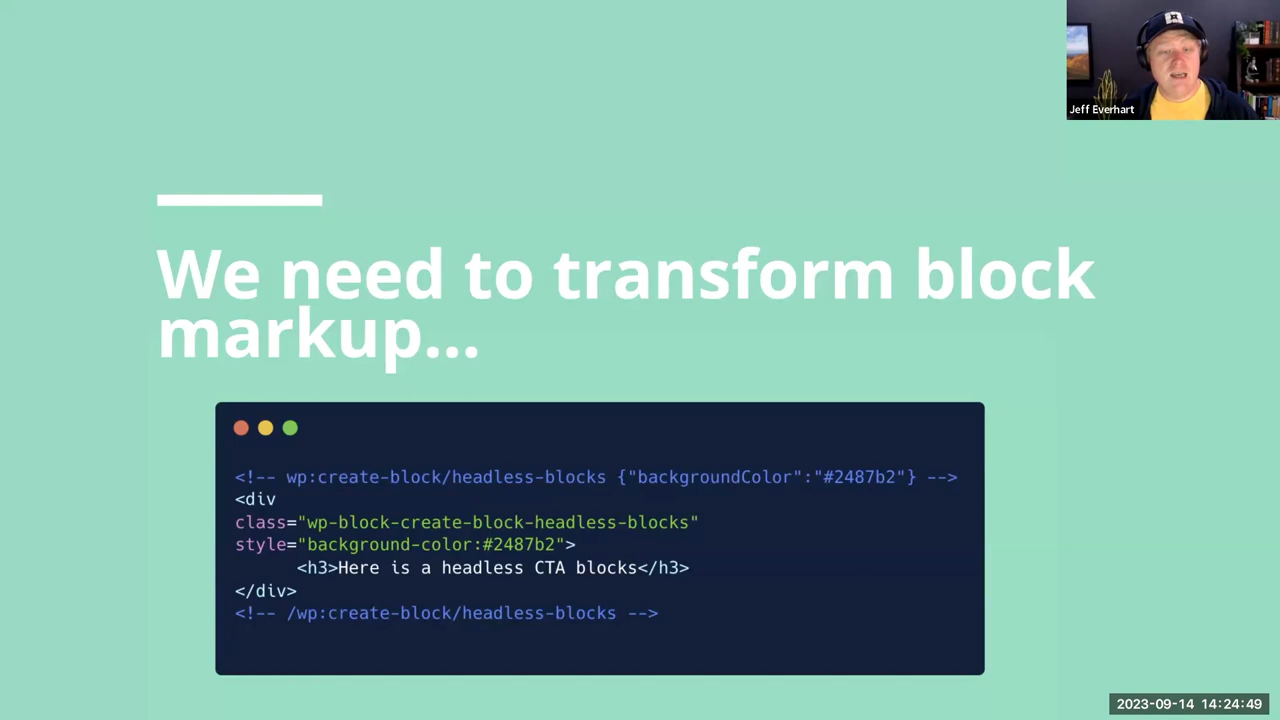 Jeff Everhart
We need to transform block
markup...
<!-- wp:create-block/headless-blocks {"backgroundColor":"#2487b2"} -->
<div
class="wp-block-create-block-headless-blocks"
style="background-color:#2487b2">
<h3>Here is a headless CTA blocks</h3>
</div>
<!-- /wp:create-block/headless-blocks -->
2023-09-14 14:24:49